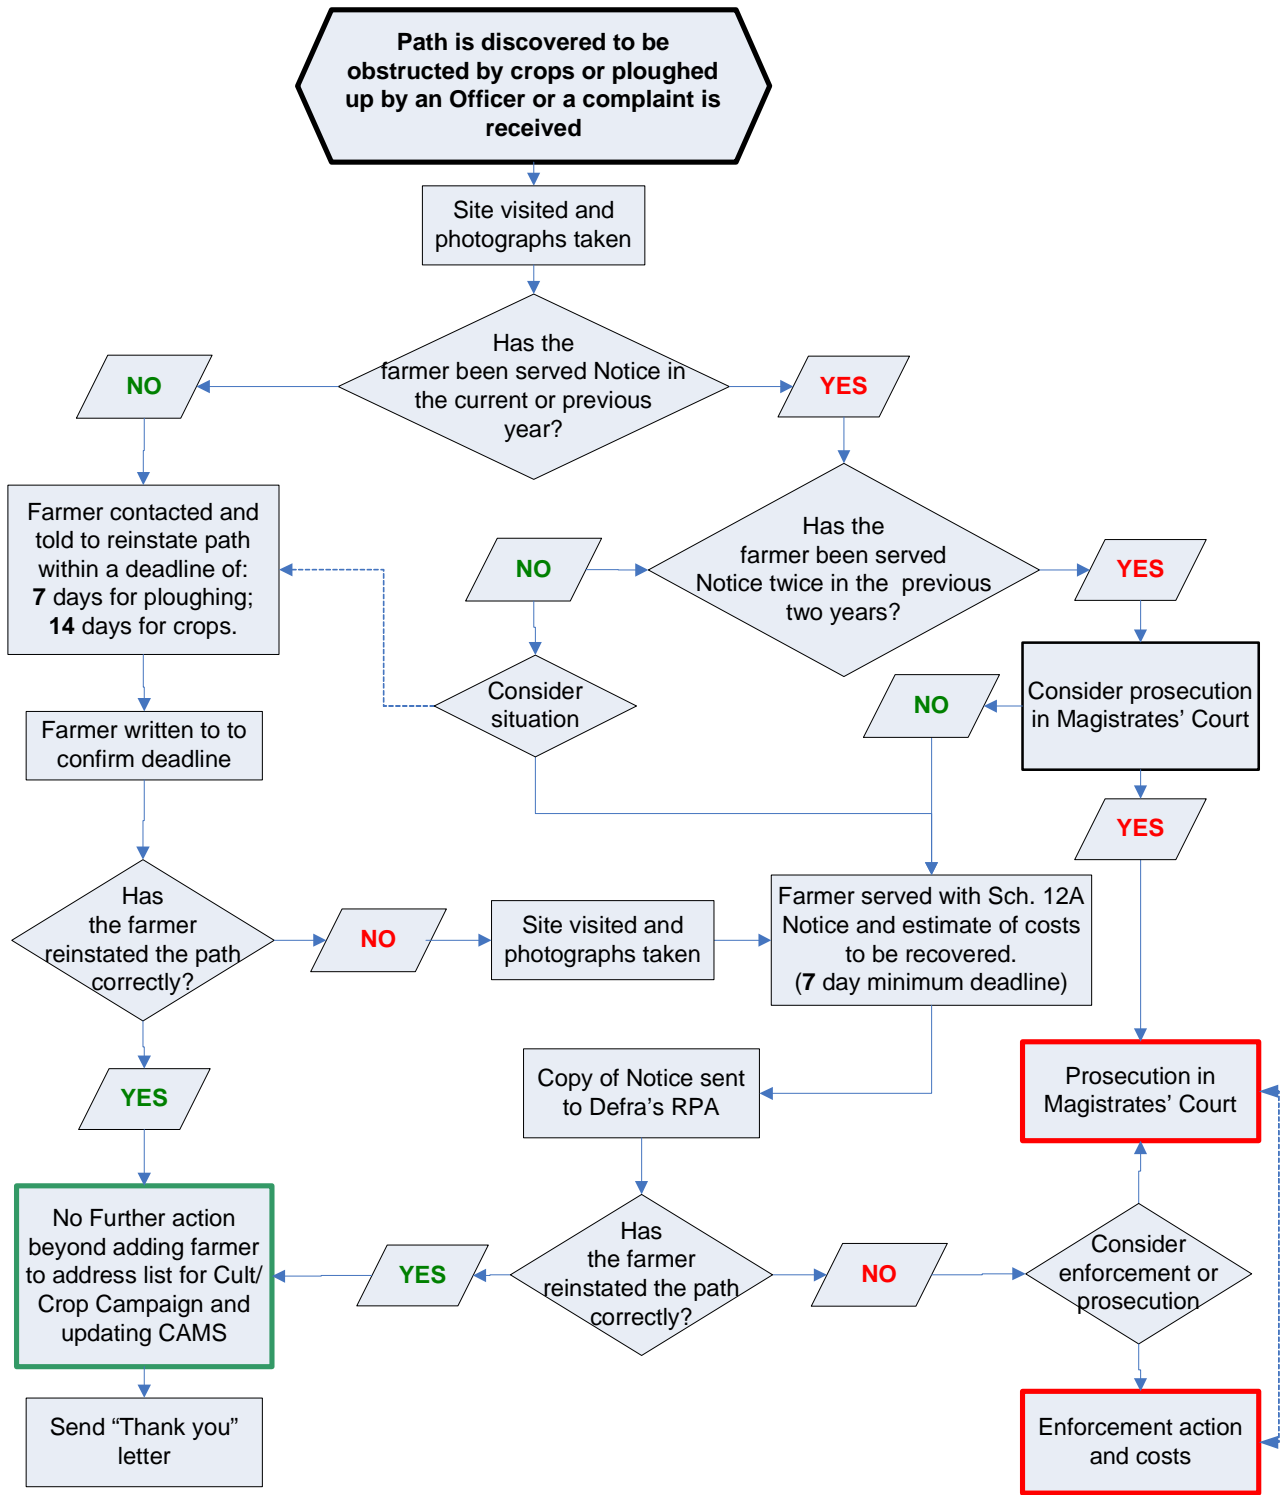 Path is discovered to be
obstructed by crops or ploughed
up by an Officer or a complaint is
received
Site visited and
photographs taken
Has the
farmer been served Notice in
the current or previous
year?
NO
YES
Farmer contacted and
told to reinstate path
within a deadline of:
7 days for ploughing;
14 days for crops.
Has the
farmer been served
Notice twice in the previous
two years?
NO
YES
Consider
situation
NO
Consider prosecution
in Magistrates’ Court
Farmer written to to
confirm deadline
YES
Has
the farmer
reinstated the path
correctly?
NO
Site visited and
photographs taken
Farmer served with Sch. 12A
Notice and estimate of costs
to be recovered.
(7 day minimum deadline)
YES
Copy of Notice sent
to Defra’s RPA
Prosecution in
Magistrates’ Court
No Further action
beyond adding farmer
to address list for Cult/
Crop Campaign and
updating CAMS
YES
Has
the farmer
reinstated the path
correctly?
NO
Consider
enforcement or
prosecution
Send “Thank you”
letter
Enforcement action
and costs